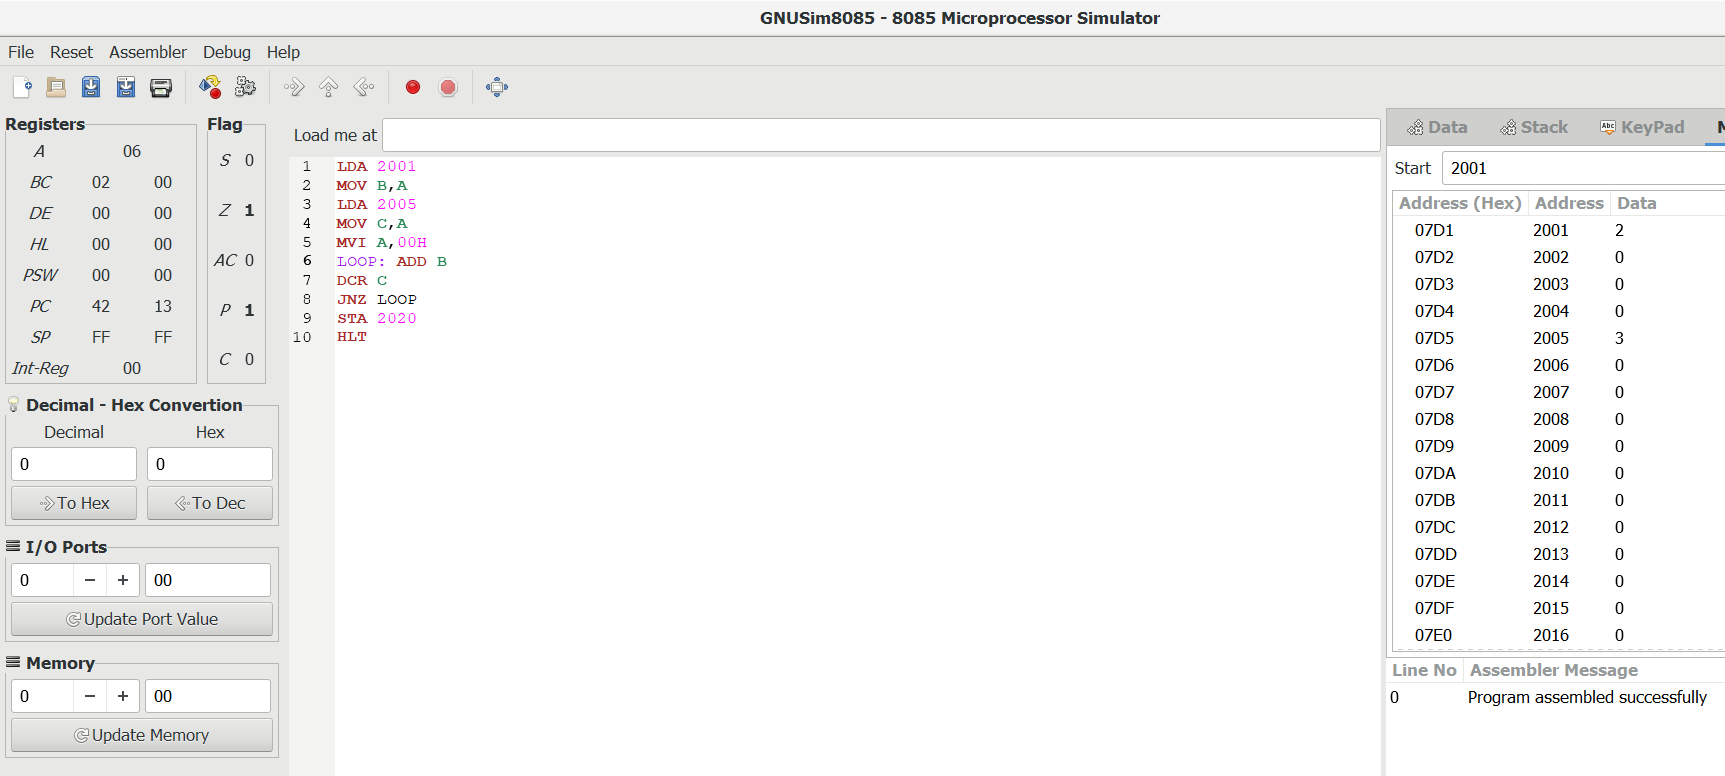 GNUSim8085 - 8085 Microprocessor Simulator
File Reset Assembler Debug Help
Registers
A 06
BC 02 00
DE 00 00
HL 00 00
PSW 00 00
PC 42 13
SP FF FF
Int-Reg 00
Flag
S 0
Z 1
AC 0
P 1
C 0
Decimal - Hex Convertion
Decimal Hex
0 0
To Hex To Dec
I/O Ports
0 − + 00
Update Port Value
Memory
0 − + 00
Update Memory
Load me at
1 LDA 2001
2 MOV B,A
3 LDA 2005
4 MOV C,A
5 MVI A,00H
6 LOOP: ADD B
7 DCR C
8 JNZ LOOP
9 STA 2020
10 HLT
Data Stack Abc KeyPad
Start 2001
Address (Hex) Address Data
07D1 2001 2
07D2 2002 0
07D3 2003 0
07D4 2004 0
07D5 2005 3
07D6 2006 0
07D7 2007 0
07D8 2008 0
07D9 2009 0
07DA 2010 0
07DB 2011 0
07DC 2012 0
07DD 2013 0
07DE 2014 0
07DF 2015 0
07E0 2016 0
Line No Assembler Message
0 Program assembled successfully